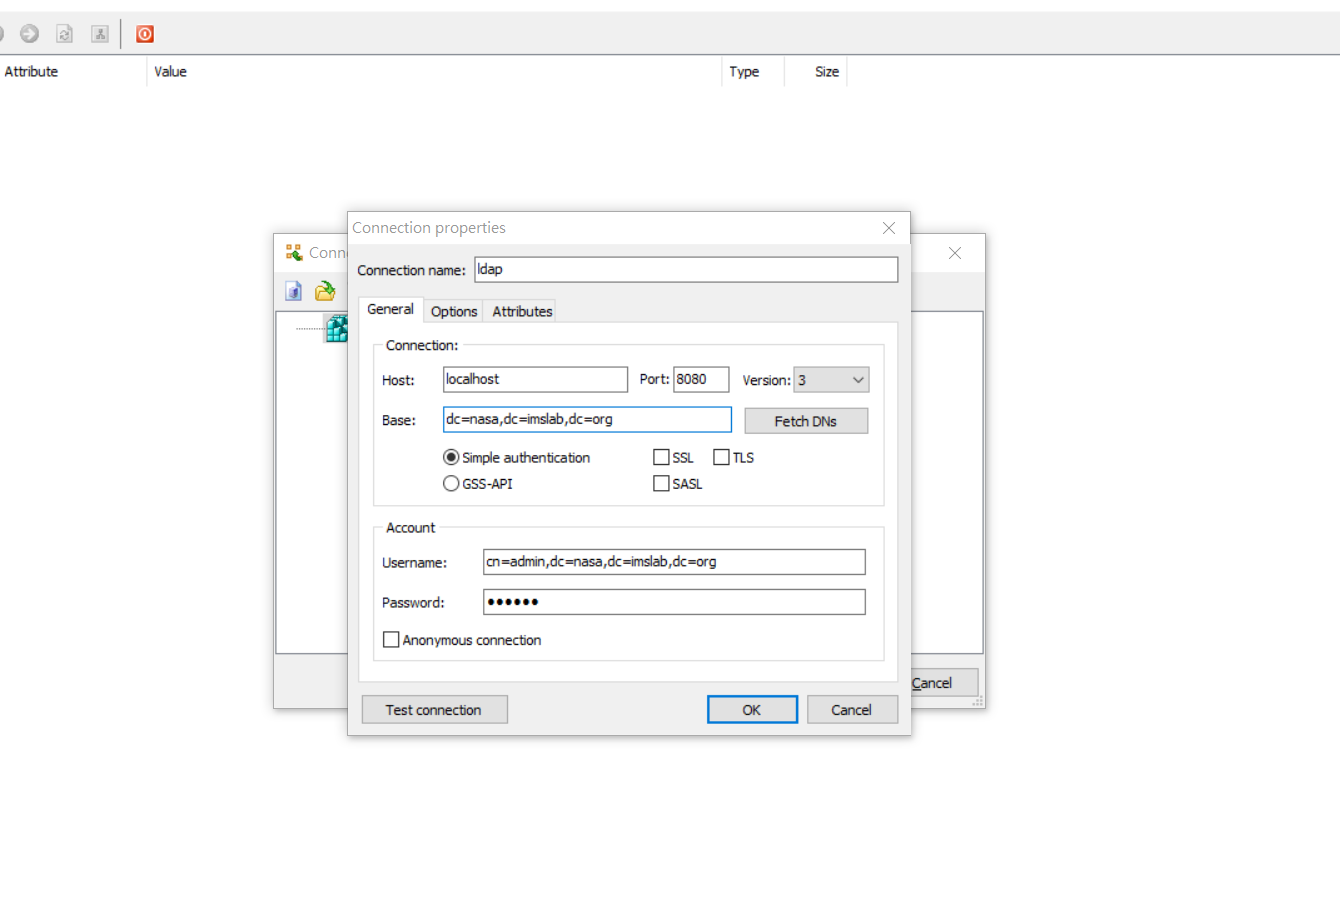 Attribute Value Type Size
Connection properties
Conn
Connection name: ldap
General Options Attributes
Connection:
Host: localhost Port: 8080 Version: 3
Base: dc=nasa,dc=imslab,dc=org Fetch DNs
Simple authentication SSL TLS
GSS-API SASL
Account
Username: cn=admin,dc=nasa,dc=imslab,dc=org
Password: ••••••
Anonymous connection
Cancel
Test connection OK Cancel